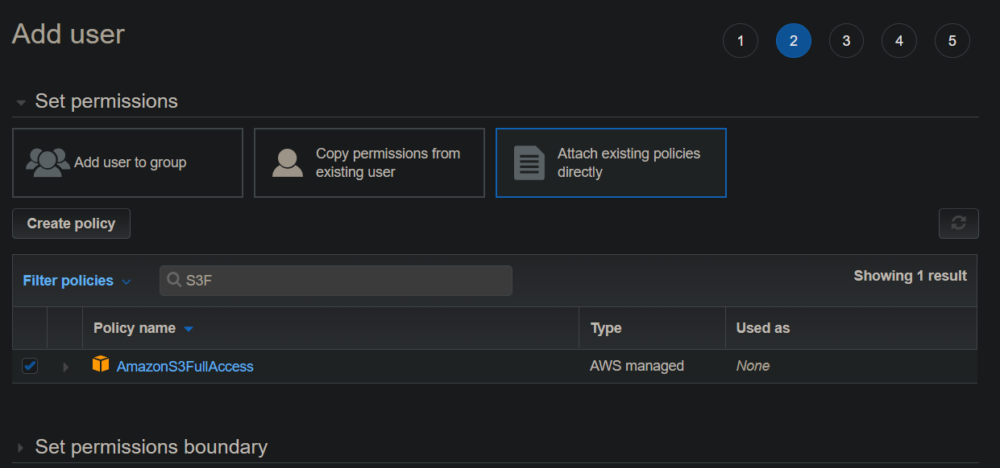 Add user
1 2 3 4 5
Set permissions
Add user to group
Copy permissions from
existing user
Attach existing policies
directly
Create policy
Filter policies
S3F
Showing 1 result
Policy name Type Used as
AmazonS3FullAccess AWS managed None
Set permissions boundary